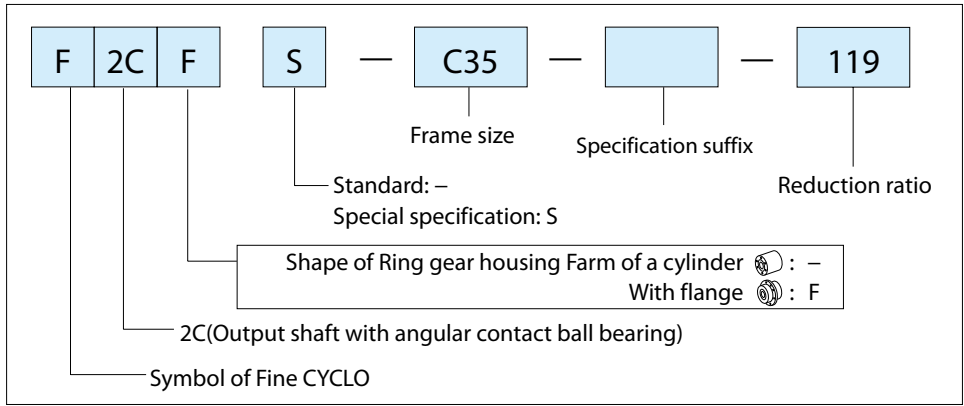 F 2C F S — C35 — — 119
Frame size
Specification suffix
Standard: –
Reduction ratio
Special specification: S
Shape of Ring gear housing Farm of a cylinder : –
With flange : F
2C(Output shaft with angular contact ball bearing)
Symbol of Fine CYCLO